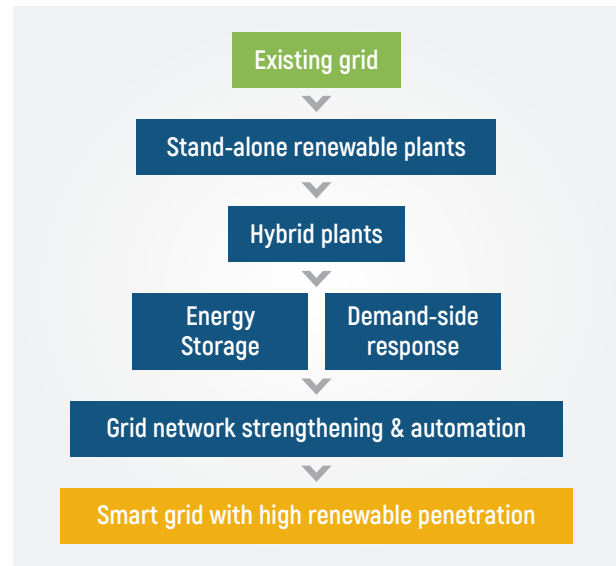 Existing grid
Stand-alone renewable plants
Hybrid plants
Energy
Storage
Demand-side
response
Grid network strengthening & automation
Smart grid with high renewable penetration